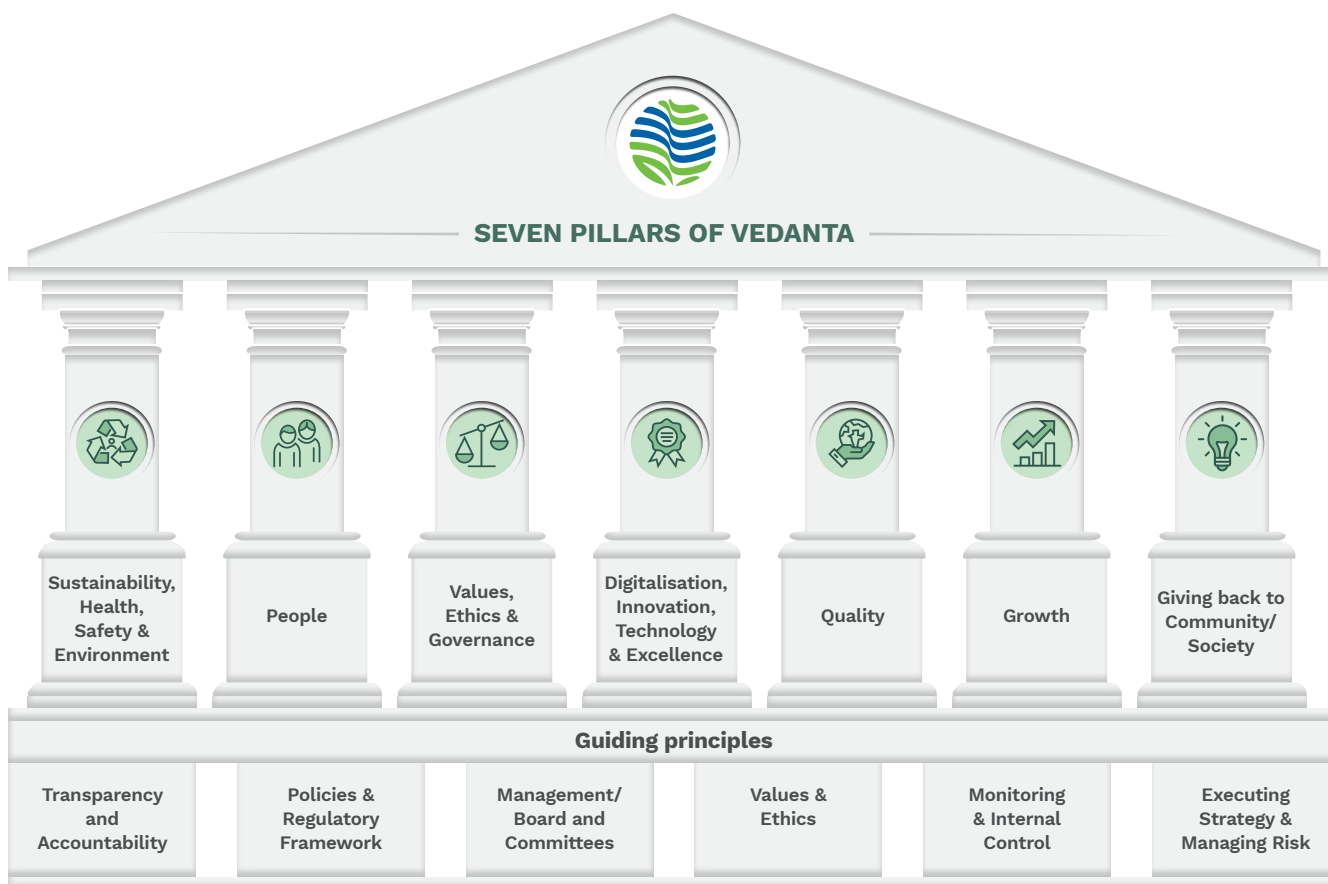 SEVEN PILLARS OF VEDANTA
Sustainability,
Health,
Safety &
Environment
People
Values,
Ethics &
Governance
Digitalisation,
Innovation,
Technology
& Excellence
Quality
Growth
Giving back to
Community/
Society
Guiding principles
Transparency
and
Accountability
Policies &
Regulatory
Framework
Management/
Board and
Committees
Values &
Ethics
Monitoring
& Internal
Control
Executing
Strategy &
Managing Risk